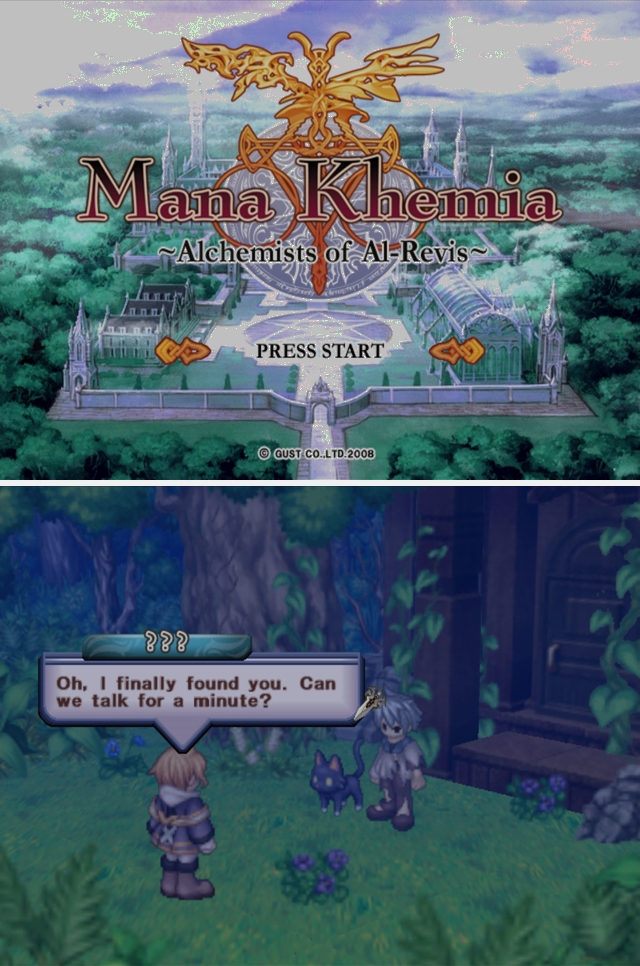 Mana Khemia
~Alchemists of Al-Revis~
PRESS START
© GUST CO.,LTD.2008
???
Oh, I finally found you. Can
we talk for a minute?